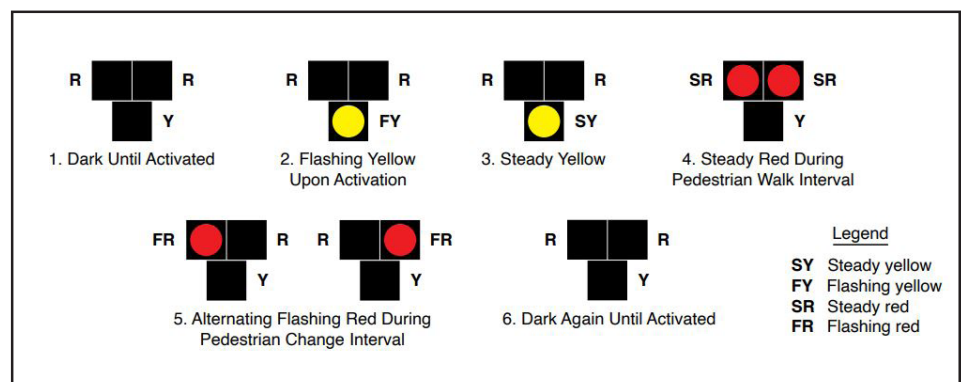 R R
Y
1. Dark Until Activated
R R
FY
2. Flashing Yellow
Upon Activation
R R
SY
3. Steady Yellow
SR SR
Y
4. Steady Red During
Pedestrian Walk Interval
FR R
Y
R FR
Y
5. Alternating Flashing Red During
Pedestrian Change Interval
R R
Y
6. Dark Again Until Activated
Legend
SY Steady yellow
FY Flashing yellow
SR Steady red
FR Flashing red